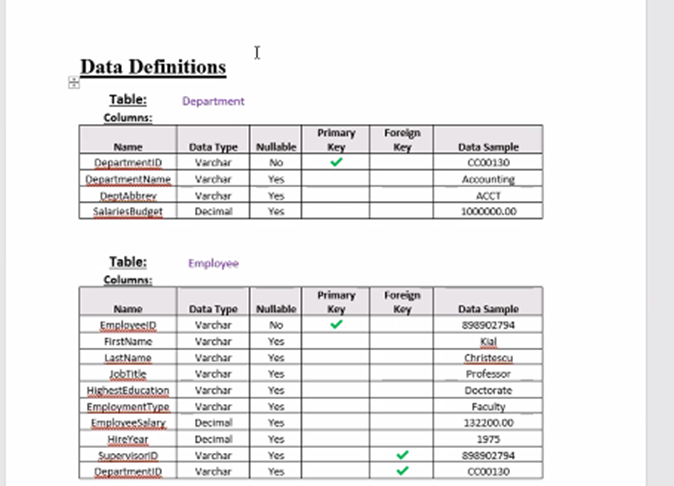 Data Definitions
Table: Department
Columns:
Name Data Type Nullable Primary Key Foreign Key Data Sample
DepartmentID Varchar No ✓ CC00130
DepartmentName Varchar Yes Accounting
DeptAbbrev Varchar Yes ACCT
SalariesBudget Decimal Yes 1000000.00
Table: Employee
Columns:
Name Data Type Nullable Primary Key Foreign Key Data Sample
EmployeeID Varchar No ✓ 898902794
FirstName Varchar Yes Kial
LastName Varchar Yes Christescu
JobTitle Varchar Yes Professor
HighestEducation Varchar Yes Doctorate
EmploymentType Varchar Yes Faculty
EmployeeSalary Decimal Yes 132200.00
HireYear Decimal Yes 1975
SupervisorID Varchar Yes ✓ 898902794
DepartmentID Varchar Yes ✓ CC00130